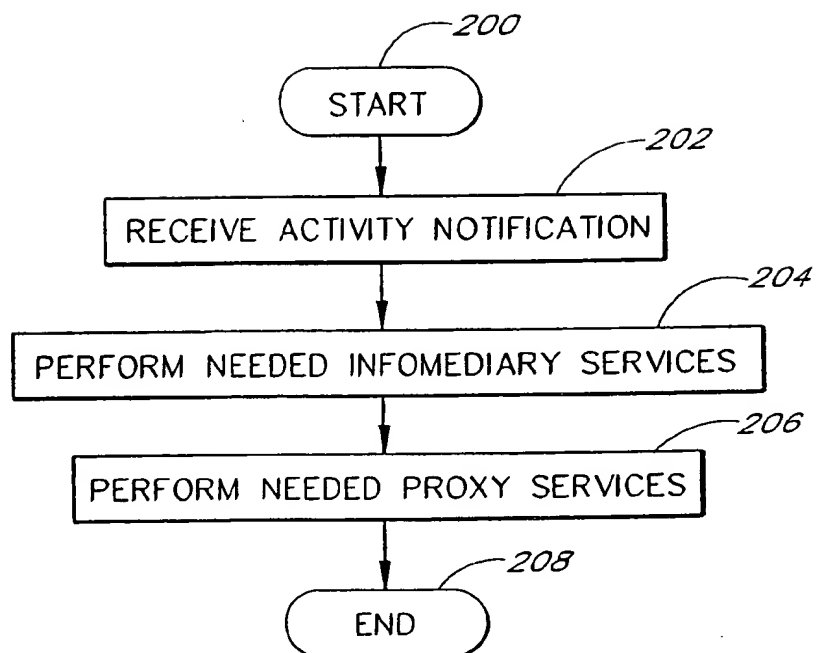 200
START
202
RECEIVE ACTIVITY NOTIFICATION
204
PERFORM NEEDED INFOMEDIARY SERVICES
206
PERFORM NEEDED PROXY SERVICES
208
END